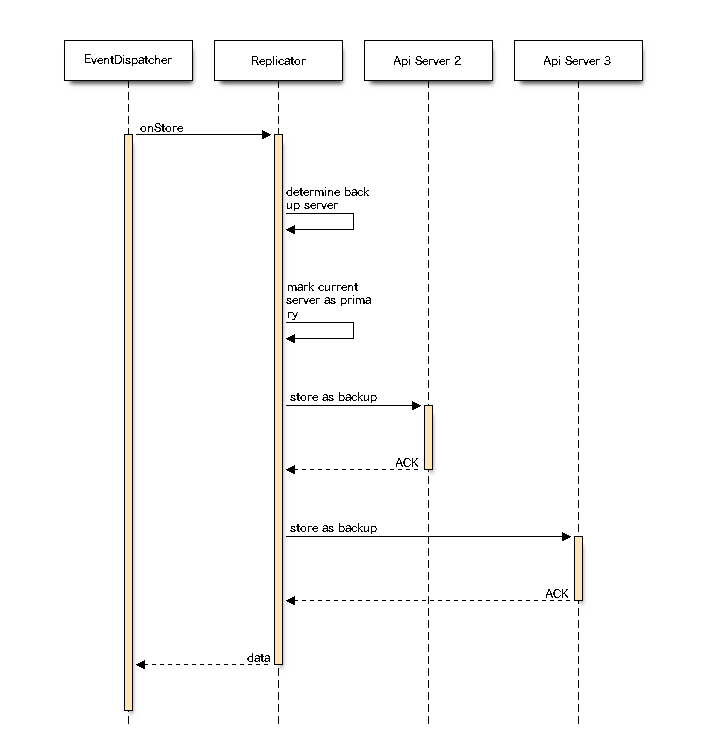 EventDispatcher
Replicator
Api Server 2
Api Server 3
onStore
determine back
up server
mark current
server as prima
ry
store as backup
ACK
store as backup
ACK
data